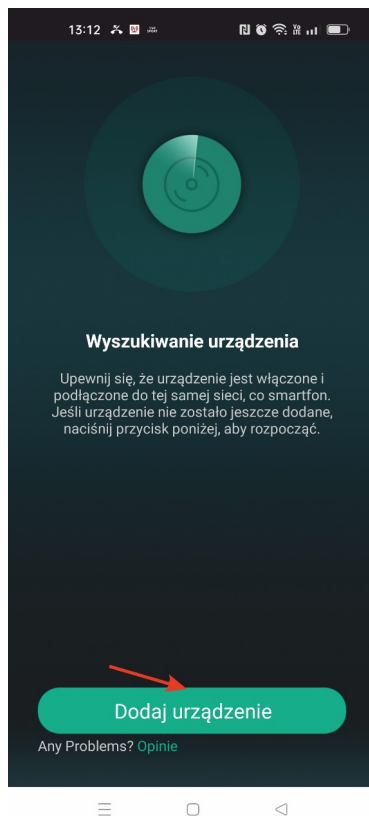 13:12
Wyszukiwanie urządzenia
Upewnij się, że urządzenie jest włączone i
podłączone do tej samej sieci, co smartfon.
Jeśli urządzenie nie zostało jeszcze dodane,
naciśnij przycisk poniżej, aby rozpocząć.
Dodaj urządzenie
Any Problems? Opinie